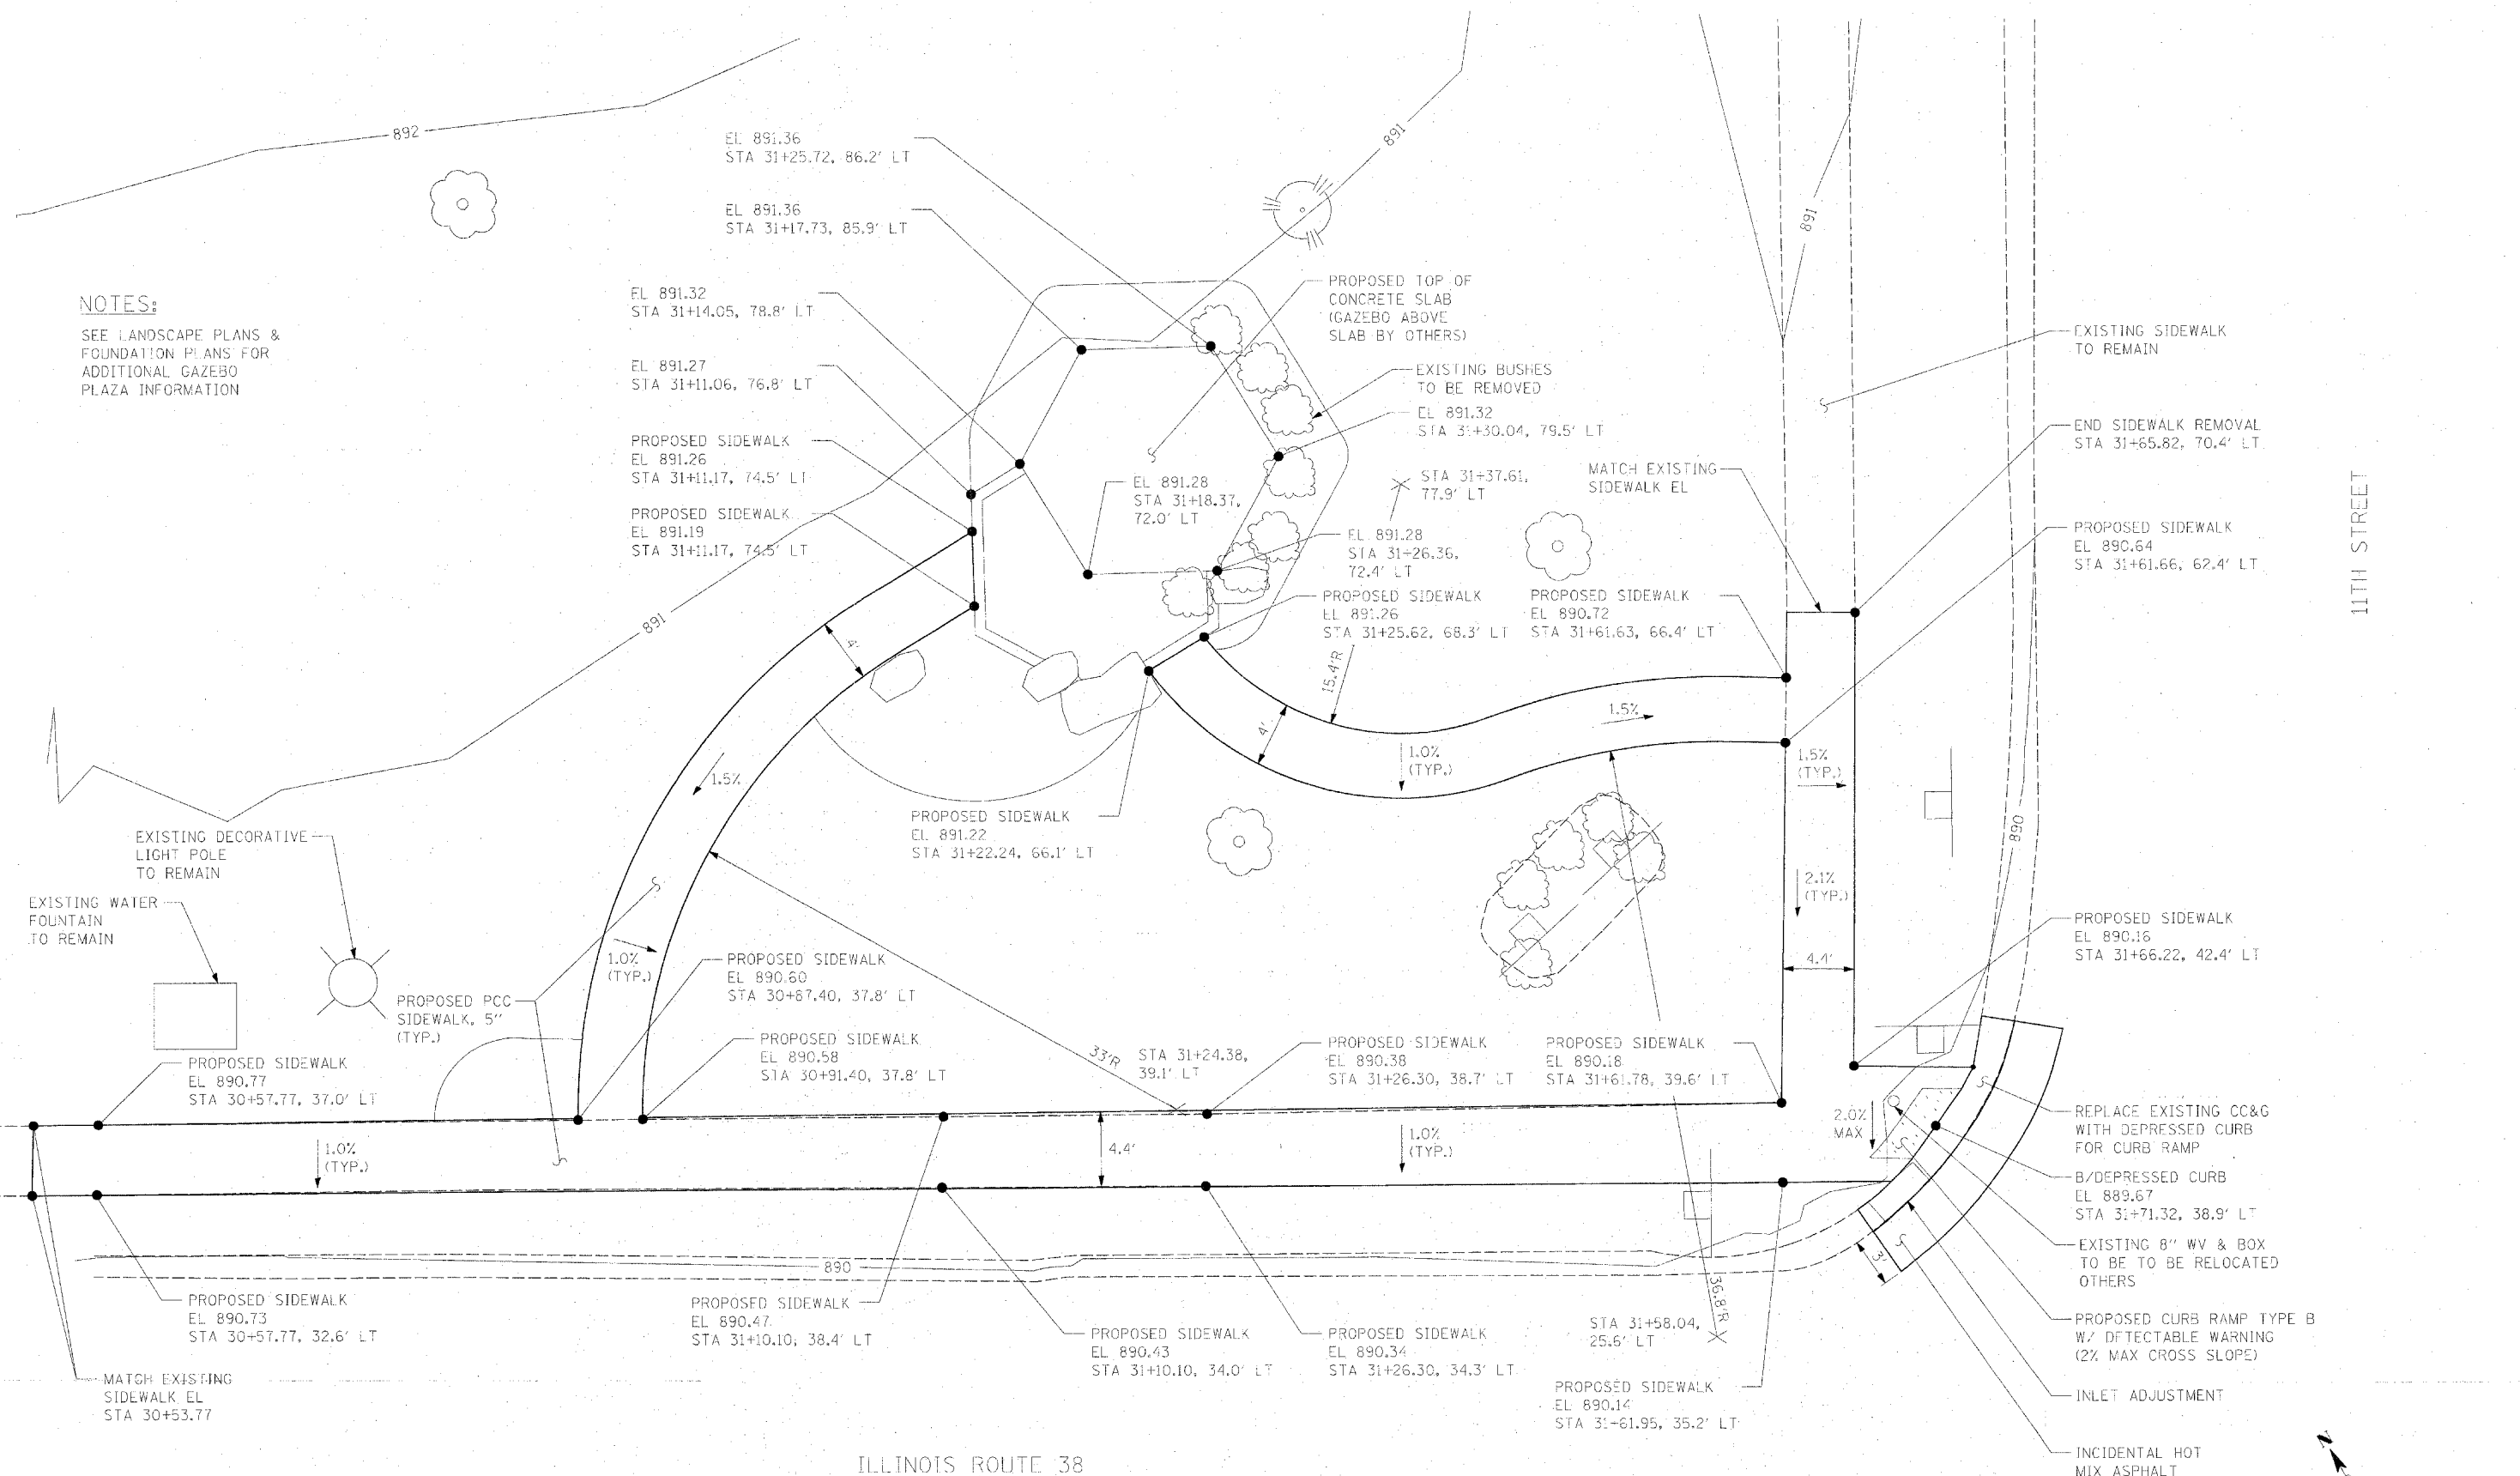 892
EL 891.36
STA 31+25.72, 86.2' LT
891
EL 891.36
STA 31+17.73, 85.9' LT
891
NOTES:
SEE LANDSCAPE PLANS &
FOUNDATION PLANS FOR
ADDITIONAL GAZEBO
PLAZA INFORMATION
EL 891.32
STA 31+14.05, 78.8' LT
PROPOSED TOP OF
CONCRETE SLAB
(GAZEBO ABOVE
SLAB BY OTHERS)
EXISTING SIDEWALK
TO REMAIN
EL 891.27
STA 31+11.06, 76.8' LT
EXISTING BUSHES
TO BE REMOVED
EL 891.32
STA 31+30.04, 79.5' LT
END SIDEWALK REMOVAL
STA 31+65.82, 70.4' LT
PROPOSED SIDEWALK
EL 891.26
STA 31+11.17, 74.5' LT
EL 891.28
STA 31+18.37,
72.0' LT
STA 31+37.61,
77.9' LT
MATCH EXISTING
SIDEWALK EL
11TH STREET
PROPOSED SIDEWALK
EL 891.19
STA 31+11.17, 74.5' LT
EL 891.28
STA 31+26.36,
72.4' LT
PROPOSED SIDEWALK
EL 890.64
STA 31+61.66, 62.4' LT
891
4'
PROPOSED SIDEWALK
EL 891.26
STA 31+25.62, 68.3' LT
PROPOSED SIDEWALK
EL 890.72
STA 31+61.63, 66.4' LT
15.4'R
1.5%
4'
1.0%
(TYP.)
1.5%
(TYP.)
1.5%
PROPOSED SIDEWALK
EL 891.22
STA 31+22.24, 66.1' LT
890
EXISTING DECORATIVE
LIGHT POLE
TO REMAIN
EXISTING WATER
FOUNTAIN
TO REMAIN
2.1%
(TYP.)
PROPOSED SIDEWALK
EL 890.16
STA 31+66.22, 42.4' LT
1.0%
(TYP.)
4.4'
PROPOSED SIDEWALK
EL 890.60
STA 30+87.40, 37.8' LT
PROPOSED PCC
SIDEWALK, 5"
(TYP.)
PROPOSED SIDEWALK
EL 890.58
STA 30+91.40, 37.8' LT
33'R
STA 31+24.38,
39.1' LT
PROPOSED SIDEWALK
EL 890.38
STA 31+26.30, 38.7' LT
PROPOSED SIDEWALK
EL 890.18
STA 31+61.78, 39.6' LT
PROPOSED SIDEWALK
EL 890.77
STA 30+57.77, 37.0' LT
2.0%
MAX
REPLACE EXISTING CC&G
WITH DEPRESSED CURB
FOR CURB RAMP
1.0%
(TYP.)
4.4'
1.0%
(TYP.)
B/DEPRESSED CURB
EL 889.67
STA 31+71.32, 38.9' LT
890
3'
36.8'R
EXISTING 8" WV & BOX
TO BE TO BE RELOCATED
OTHERS
PROPOSED SIDEWALK
EL 890.73
STA 30+57.77, 32.6' LT
PROPOSED SIDEWALK
EL 890.47
STA 31+10.10, 38.4' LT
PROPOSED SIDEWALK
EL 890.43
STA 31+10.10, 34.0' LT
PROPOSED SIDEWALK
EL 890.34
STA 31+26.30, 34.3' LT
STA 31+58.04,
25.6' LT
PROPOSED CURB RAMP TYPE B
W/ DETECTABLE WARNING
(2% MAX CROSS SLOPE)
MATCH EXISTING
SIDEWALK EL
STA 30+53.77
PROPOSED SIDEWALK
EL 890.14
STA 31+61.95, 35.2' LT
INLET ADJUSTMENT
ILLINOIS ROUTE 38
INCIDENTAL HOT
MIX ASPHALT
N